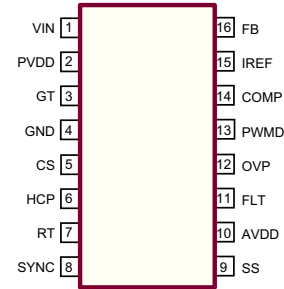 VIN 1 16 FB
PVDD 2 15 IREF
GT 3 14 COMP
GND 4 13 PWMD
CS 5 12 OVP
HCP 6 11 FLT
RT 7 10 AVDD
SYNC 8 9 SS